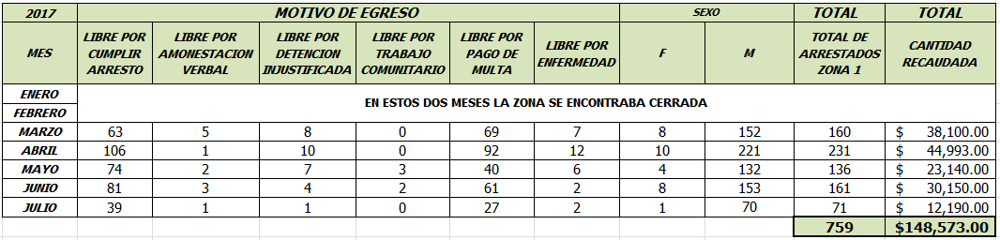 2017 MOTIVO DE EGRESO SEXO TOTAL TOTAL
MES LIBRE POR CUMPLIR ARRESTO LIBRE POR AMONESTACION VERBAL LIBRE POR DETENCION INJUSTIFICADA LIBRE POR TRABAJO COMUNITARIO LIBRE POR PAGO DE MULTA LIBRE POR ENFERMEDAD F M TOTAL DE ARRESTADOS ZONA 1 CANTIDAD RECAUDADA
ENERO
EN ESTOS DOS MESES LA ZONA SE ENCONTRABA CERRADA
FEBRERO
MARZO 63 5 8 0 69 7 8 152 160 $ 38,100.00
ABRIL 106 1 10 0 92 12 10 221 231 $ 44,993.00
MAYO 74 2 7 3 40 6 4 132 136 $ 23,140.00
JUNIO 81 3 4 2 61 2 8 153 161 $ 30,150.00
JULIO 39 1 1 0 27 2 1 70 71 $ 12,190.00
759 $148,573.00